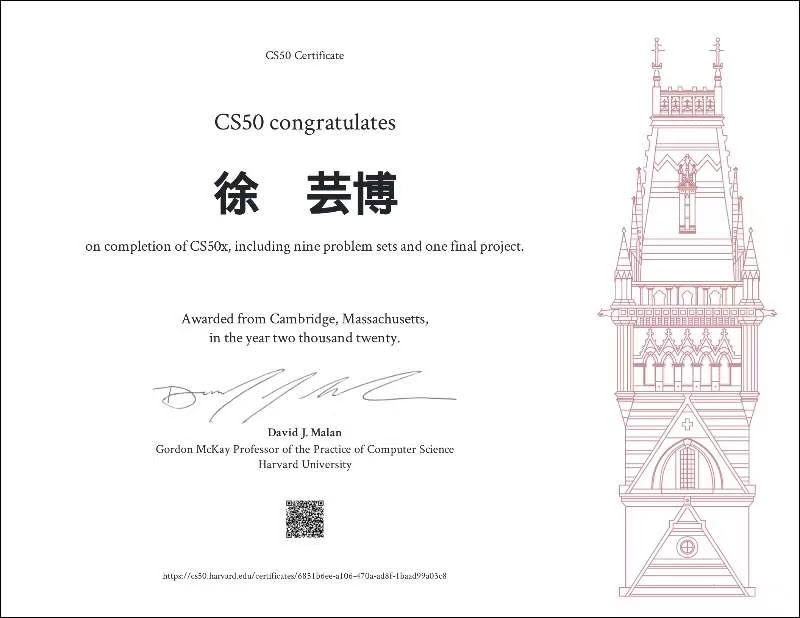 CS50 Certificate
CS50 congratulates
徐　芸博
on completion of CS50x, including nine problem sets and one final project.
Awarded from Cambridge, Massachusetts,
in the year two thousand twenty.
David J. Malan
Gordon McKay Professor of the Practice of Computer Science
Harvard University
https://cs50.harvard.edu/certificates/6851b6ee-a106-470a-ad8f-1baad99a03c8